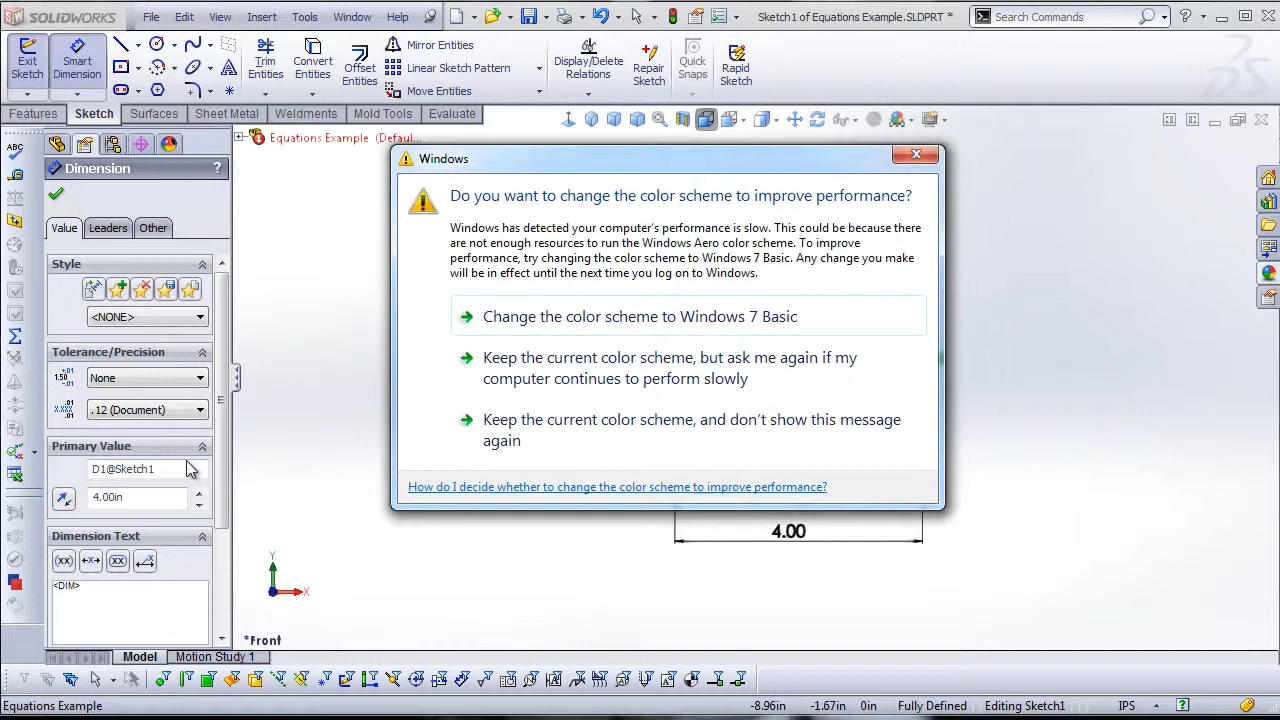 SOLIDWORKS
File Edit View Insert Tools Window Help
Sketch1 of Equations Example.SLDPRT *
Search Commands
Exit Sketch
Smart Dimension
Trim Entities
Convert Entities
Offset Entities
Mirror Entities
Linear Sketch Pattern
Move Entities
Display/Delete Relations
Repair Sketch
Quick Snaps
Rapid Sketch
Features Sketch Surfaces Sheet Metal Weldments Mold Tools Evaluate
Equations Example (Defaul...
Dimension ?
Value Leaders Other
Style
<NONE>
Tolerance/Precision
None
.12 (Document)
Primary Value
D1@Sketch1
4.00in
Dimension Text
<DIM>
Windows
Do you want to change the color scheme to improve performance?
Windows has detected your computer's performance is slow. This could be because there
are not enough resources to run the Windows Aero color scheme. To improve
performance, try changing the color scheme to Windows 7 Basic. Any change you make
will be in effect until the next time you log on to Windows.
Change the color scheme to Windows 7 Basic
Keep the current color scheme, but ask me again if my
computer continues to perform slowly
Keep the current color scheme, and don't show this message
again
How do I decide whether to change the color scheme to improve performance?
4.00
Y
X
*Front
Model Motion Study 1
Equations Example
-8.96in -1.67in 0in Fully Defined Editing Sketch1 IPS